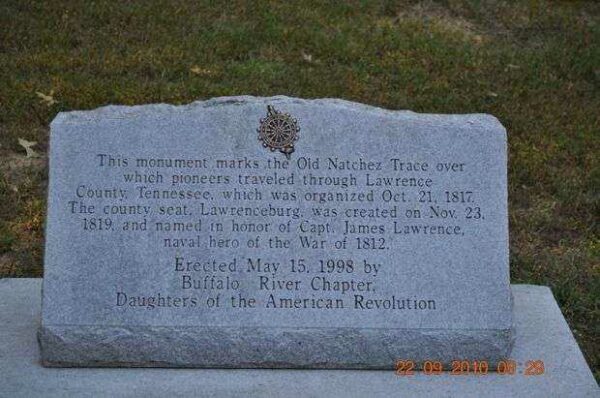 This monument marks the Old Natchez Trace over
which pioneers traveled through Lawrence
County, Tennessee, which was organized Oct. 21, 1817.
The county seat, Lawrenceburg, was created on Nov. 23,
1819, and named in honor of Capt. James Lawrence,
naval hero of the War of 1812.
Erected May 15, 1998 by
Buffalo River Chapter,
Daughters of the American Revolution
22-09-2010 08:28